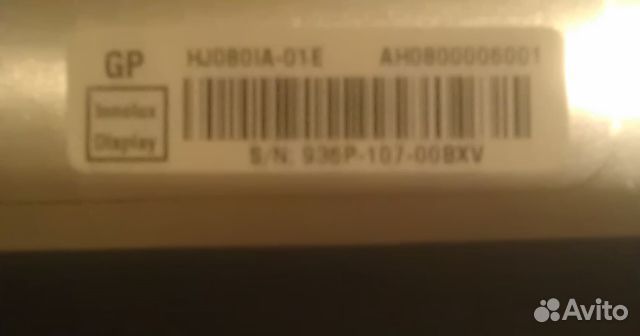 GP
HJ080IA-01E
AH0800006001
Innolux
Display
S/N: 936P-107-00BXV
Avito